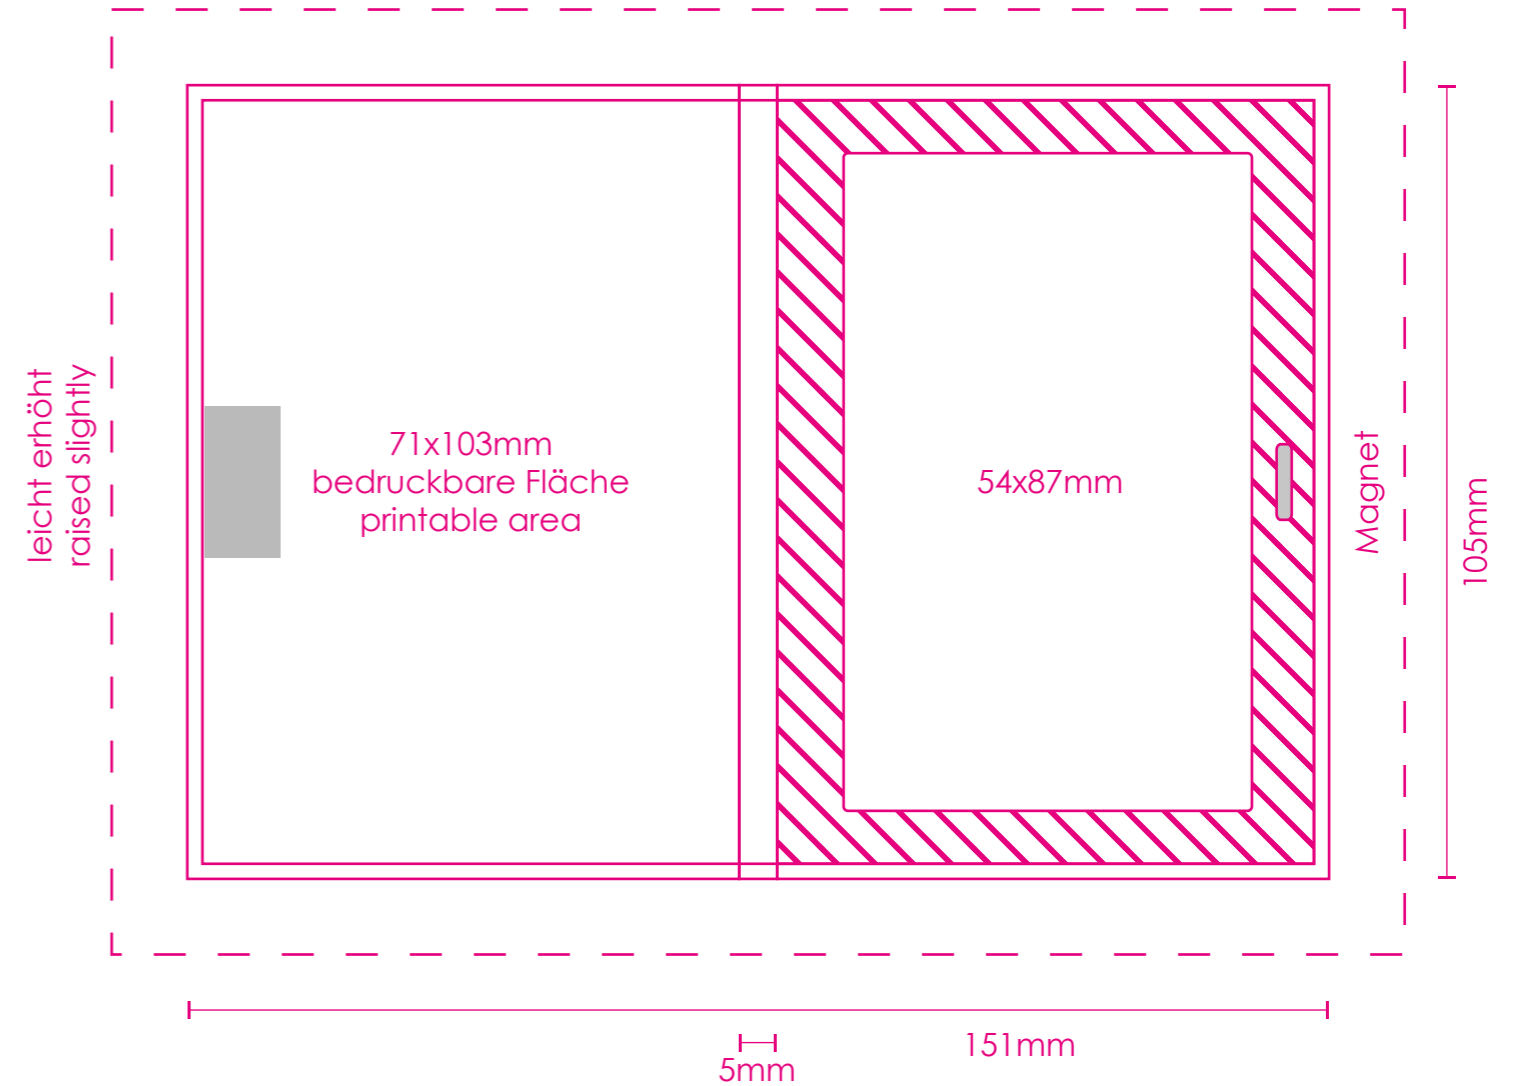 leicht erhöht
raised slightly
71x103mm
bedruckbare Fläche
printable area
54x87mm
Magnet
105mm
151mm
5mm